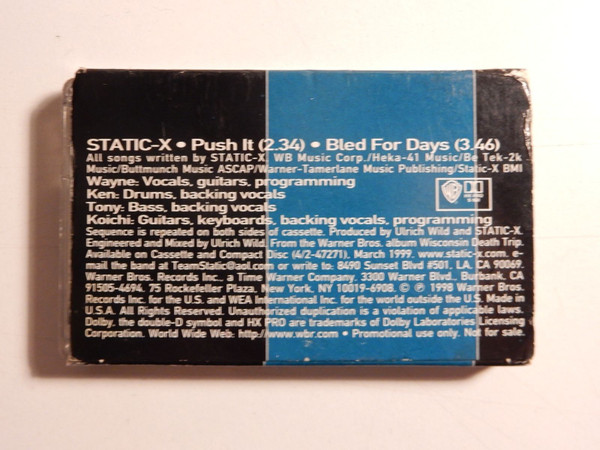 STATIC-X • Push It (2.34) • Bled For Days (3.46)
All songs written by STATIC-X. WB Music Corp./Heka-41 Music/Be Tek-2k
Music/Buttmunch Music ASCAP/Warner-Tamerlane Music Publishing/Static-X BMI
Wayne: Vocals, guitars, programming
Ken: Drums, backing vocals
Tony: Bass, backing vocals
Koichi: Guitars, keyboards, backing vocals, programming
Sequence is repeated on both sides of cassette. Produced by Ulrich Wild and STATIC-X.
Engineered and Mixed by Ulrich Wild. From the Warner Bros. album Wisconsin Death Trip.
Available on Cassette and Compact Disc (4/2-47271). March 1999. www.static-x.com. e-
mail the band at TeamStatic@aol.com or write to: 8490 Sunset Blvd #501, LA, CA 90069.
Warner Bros. Records Inc., a Time Warner Company. 3300 Warner Blvd., Burbank, CA
91505-4694. 75 Rockefeller Plaza, New York, NY 10019-6908. © ℗ 1998 Warner Bros.
Records Inc. for the U.S. and WEA International Inc. for the world outside the U.S. Made in
U.S.A. All Rights Reserved. Unauthorized duplication is a violation of applicable laws.
Dolby, the double-D symbol and HX PRO are trademarks of Dolby Laboratories Licensing
Corporation. World Wide Web: http://www.wbr.com • Promotional use only. Not for sale.